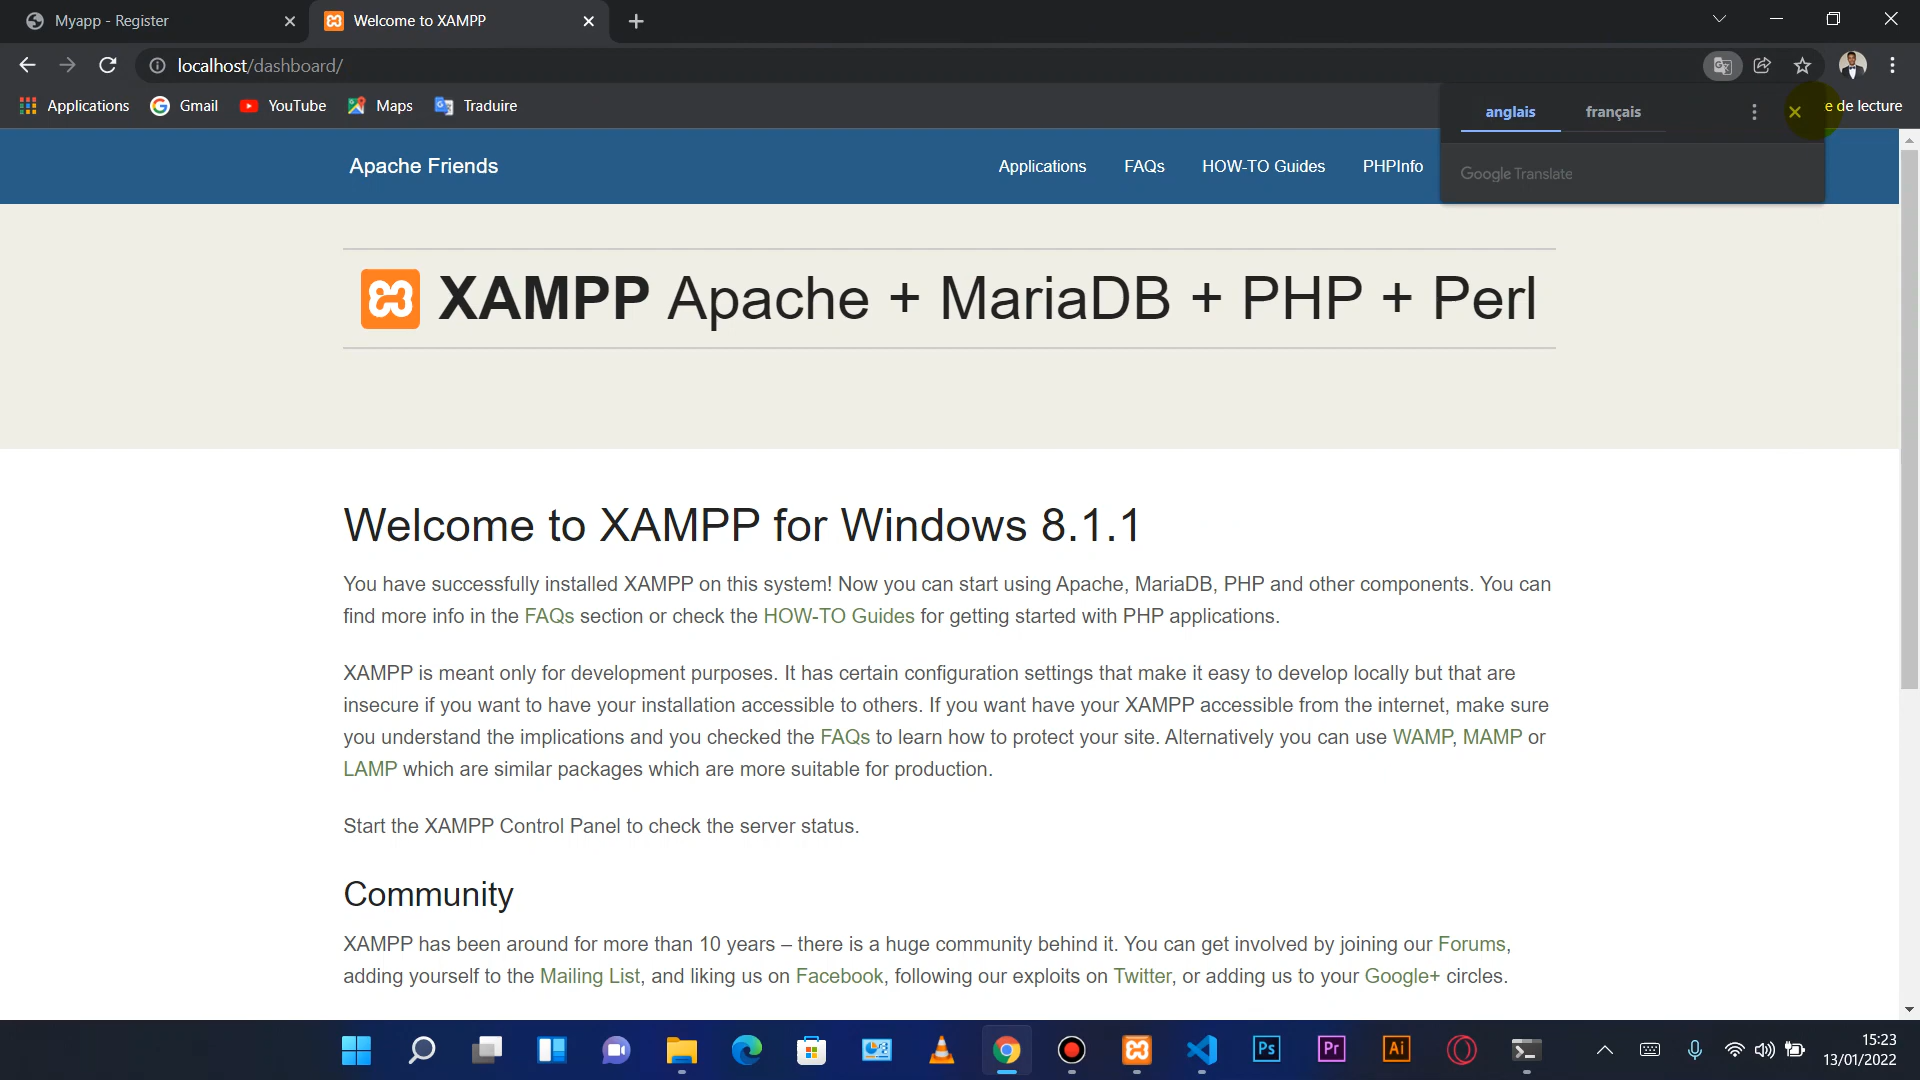 Myapp - Register
Welcome to XAMPP
localhost/dashboard/
Applications
Gmail
YouTube
Maps
Traduire
e de lecture
anglais
français
Google Translate
Apache Friends
Applications
FAQs
HOW-TO Guides
PHPInfo
XAMPP Apache + MariaDB + PHP + Perl
Welcome to XAMPP for Windows 8.1.1
You have successfully installed XAMPP on this system! Now you can start using Apache, MariaDB, PHP and other components. You can
find more info in the FAQs section or check the HOW-TO Guides for getting started with PHP applications.
XAMPP is meant only for development purposes. It has certain configuration settings that make it easy to develop locally but that are
insecure if you want to have your installation accessible to others. If you want have your XAMPP accessible from the internet, make sure
you understand the implications and you checked the FAQs to learn how to protect your site. Alternatively you can use WAMP, MAMP or
LAMP which are similar packages which are more suitable for production.
Start the XAMPP Control Panel to check the server status.
Community
XAMPP has been around for more than 10 years – there is a huge community behind it. You can get involved by joining our Forums,
adding yourself to the Mailing List, and liking us on Facebook, following our exploits on Twitter, or adding us to your Google+ circles.
Ps
Pr
Ai
15:23
13/01/2022